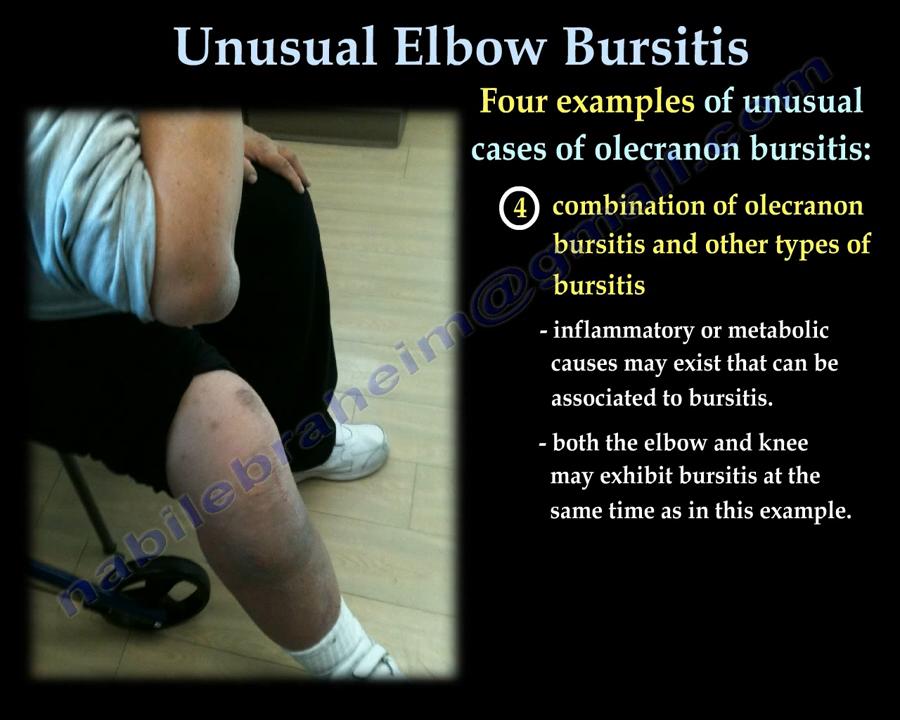 Unusual Elbow Bursitis
Four examples of unusual
cases of olecranon bursitis:
4 combination of olecranon
bursitis and other types of
bursitis
- inflammatory or metabolic
causes may exist that can be
associated to bursitis.
- both the elbow and knee
may exhibit bursitis at the
same time as in this example.
nabilebraheim@gmail.com